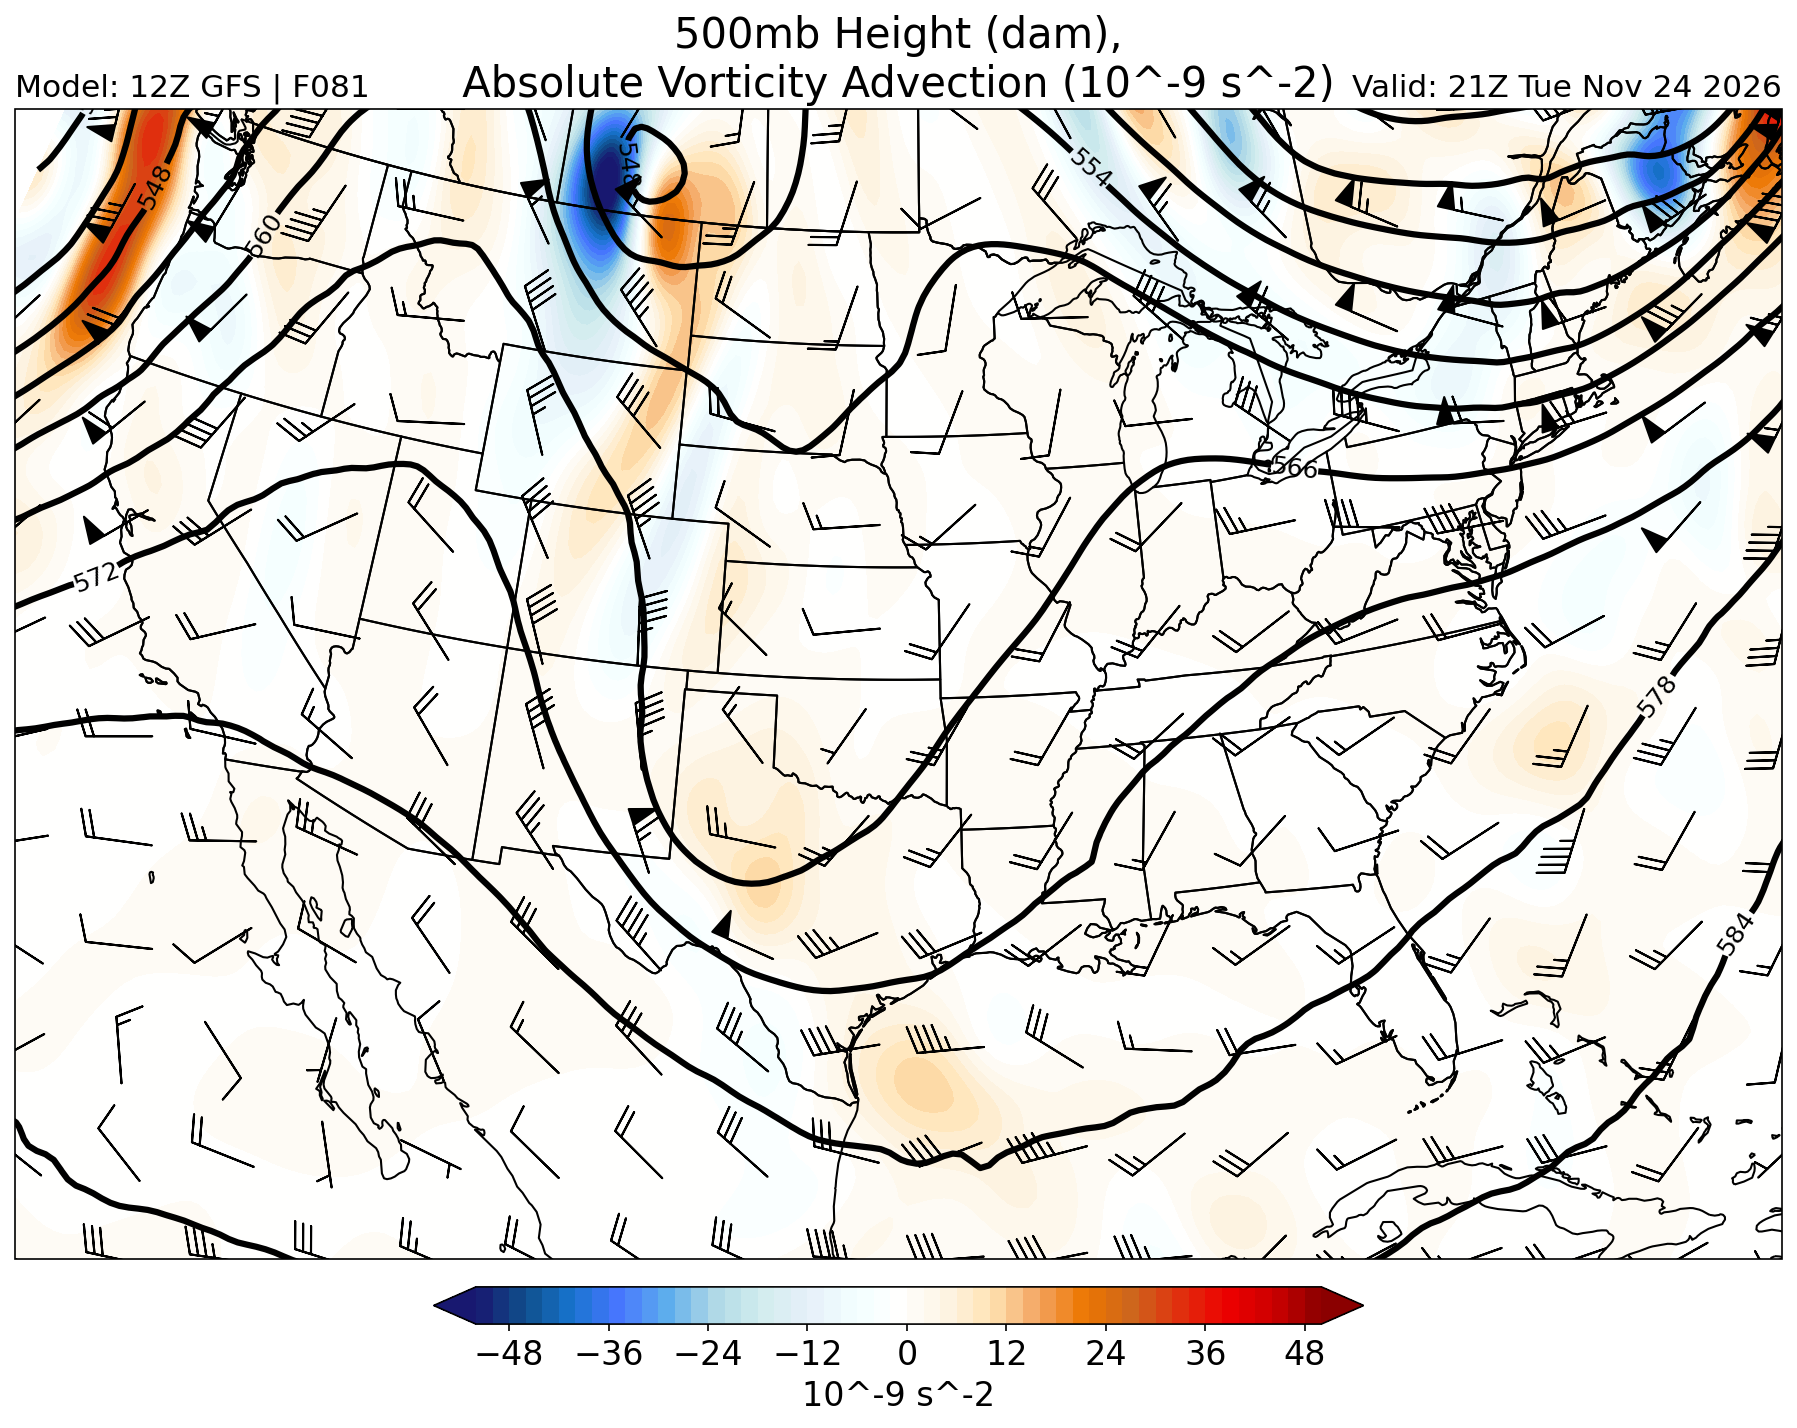 500mb Height (dam),
Model: 12Z GFS | F081
Absolute Vorticity Advection (10^-9 s^-2)
Valid: 21Z Tue Nov 24 2026
548
548
554
560
566
572
578
584
−48 −36 −24 −12 0 12 24 36 48
10^-9 s^-2